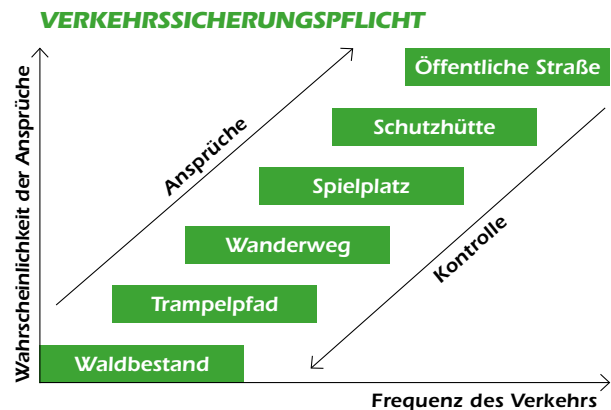 VERKEHRSSICHERUNGSPFLICHT
Wahrscheinlichkeit der Ansprüche
Ansprüche
Öffentliche Straße
Schutzhütte
Spielplatz
Wanderweg
Kontrolle
Trampelpfad
Waldbestand
Frequenz des Verkehrs